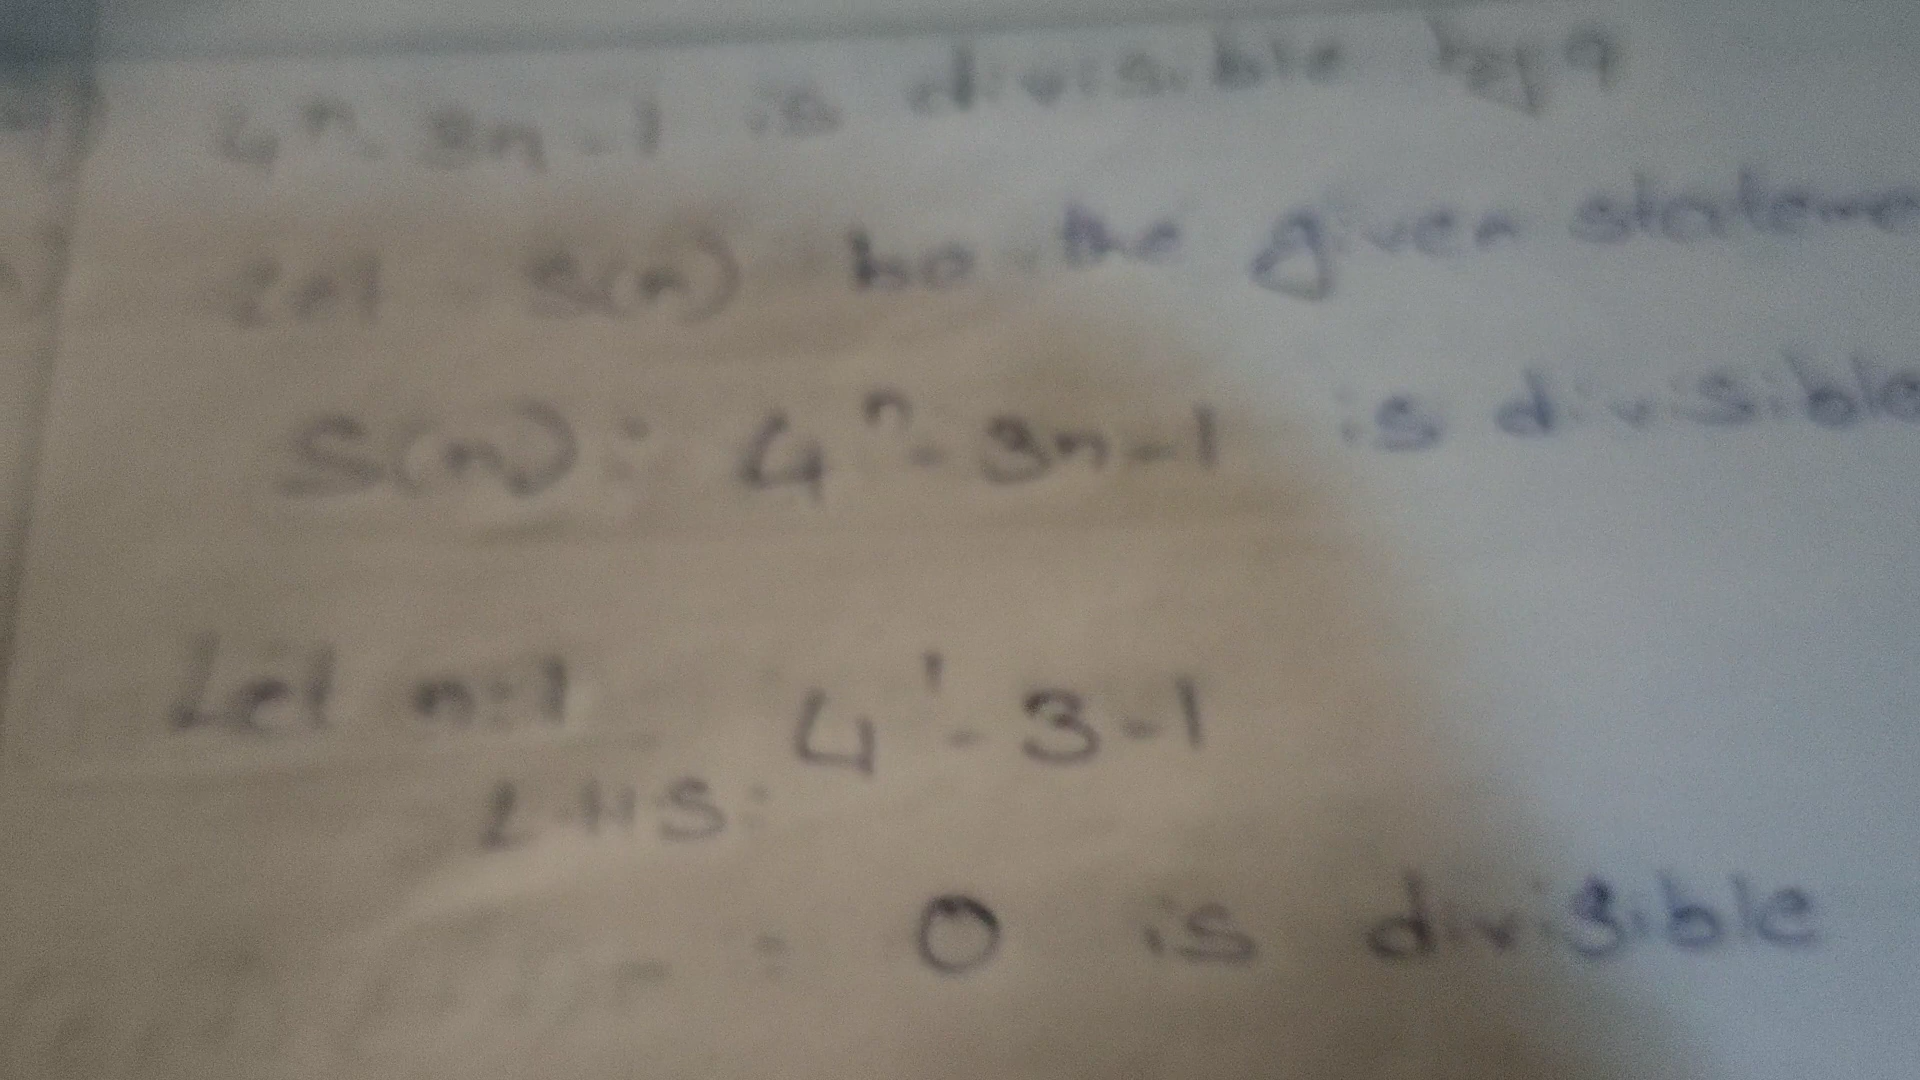 4ⁿ - 3n - 1 is divisible by 9
Let S(n) be the given stateme
S(n): 4ⁿ - 3n - 1 is divisible
Let n=1 4¹ - 3 - 1
LHS:
= 0 is divisible